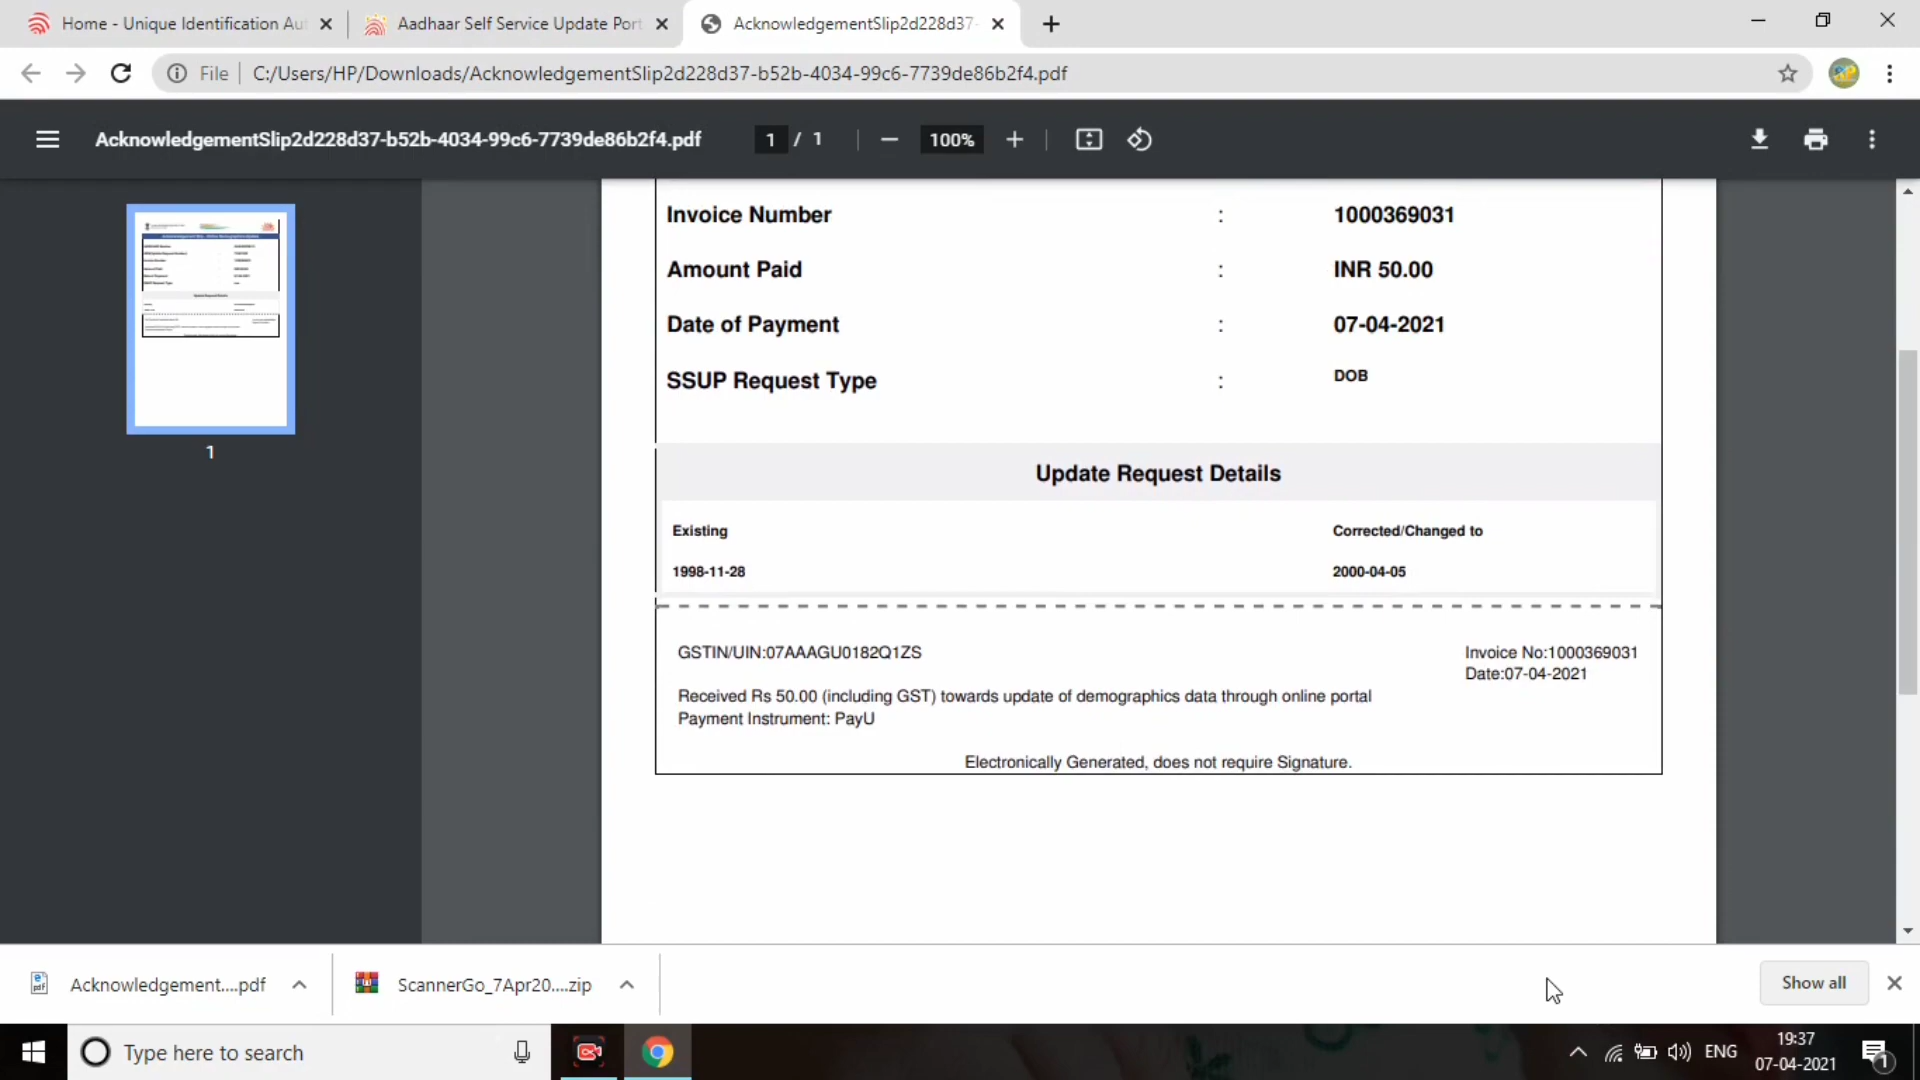 Home - Unique Identification Aut
Aadhaar Self Service Update Port
AcknowledgementSlip2d228d37-
File
C:/Users/HP/Downloads/AcknowledgementSlip2d228d37-b52b-4034-99c6-7739de86b2f4.pdf
AcknowledgementSlip2d228d37-b52b-4034-99c6-7739de86b2f4.pdf
1 / 1
100%
1
Invoice Number : 1000369031
Amount Paid : INR 50.00
Date of Payment : 07-04-2021
SSUP Request Type : DOB
Update Request Details
Existing Corrected/Changed to
1998-11-28 2000-04-05
GSTIN/UIN:07AAAGU0182Q1ZS Invoice No:1000369031
Date:07-04-2021
Received Rs 50.00 (including GST) towards update of demographics data through online portal
Payment Instrument: PayU
Electronically Generated, does not require Signature.
Acknowledgement....pdf
ScannerGo_7Apr20....zip
Show all
Type here to search
ENG
19:37
07-04-2021
1